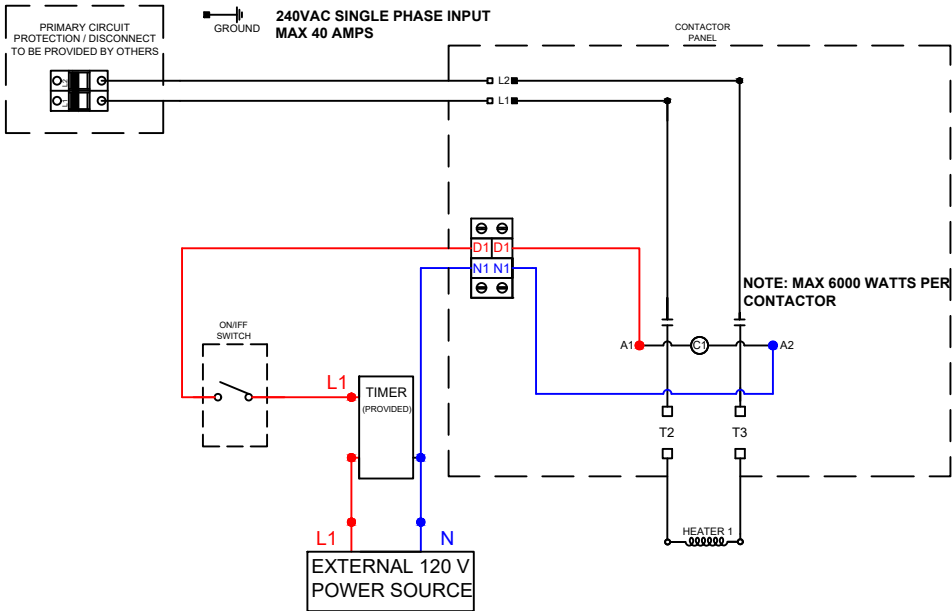 PRIMARY CIRCUIT
PROTECTION / DISCONNECT
TO BE PROVIDED BY OTHERS
GROUND
240VAC SINGLE PHASE INPUT
MAX 40 AMPS
CONTACTOR
PANEL
L2
L1
L2
L1
D1 D1
N1 N1
NOTE: MAX 6000 WATTS PER
CONTACTOR
A1
C1
A2
ON/IFF
SWITCH
L1
TIMER
(PROVIDED)
T2
T3
HEATER 1
L1
N
EXTERNAL 120 V
POWER SOURCE